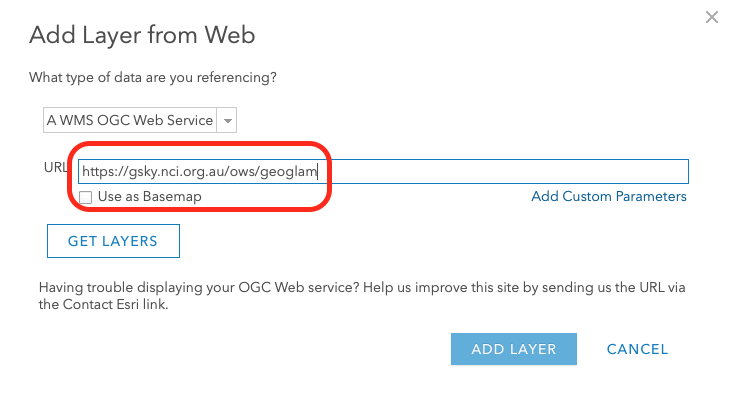 Add Layer from Web
What type of data are you referencing?
A WMS OGC Web Service
URL
https://gsky.nci.org.au/ows/geoglam
Use as Basemap
Add Custom Parameters
GET LAYERS
Having trouble displaying your OGC Web service? Help us improve this site by sending us the URL via
the Contact Esri link.
ADD LAYER
CANCEL